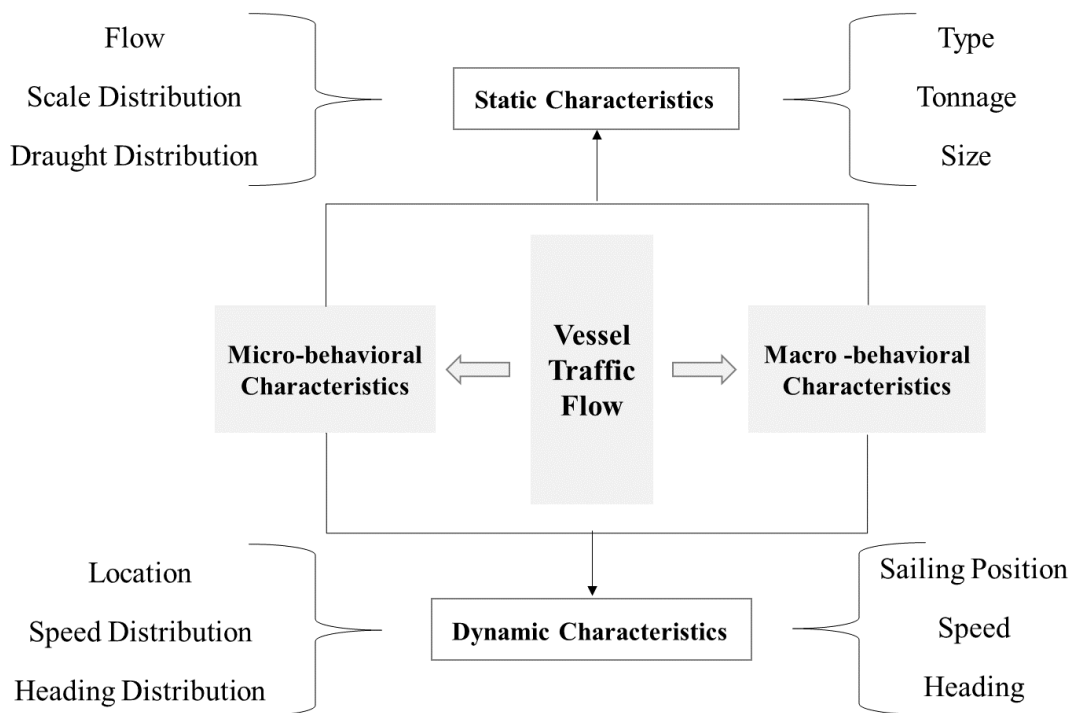 Flow
Scale Distribution
Draught Distribution
Static Characteristics
Type
Tonnage
Size
Micro-behavioral
Characteristics
Vessel
Traffic
Flow
Macro -behavioral
Characteristics
Location
Speed Distribution
Heading Distribution
Dynamic Characteristics
Sailing Position
Speed
Heading